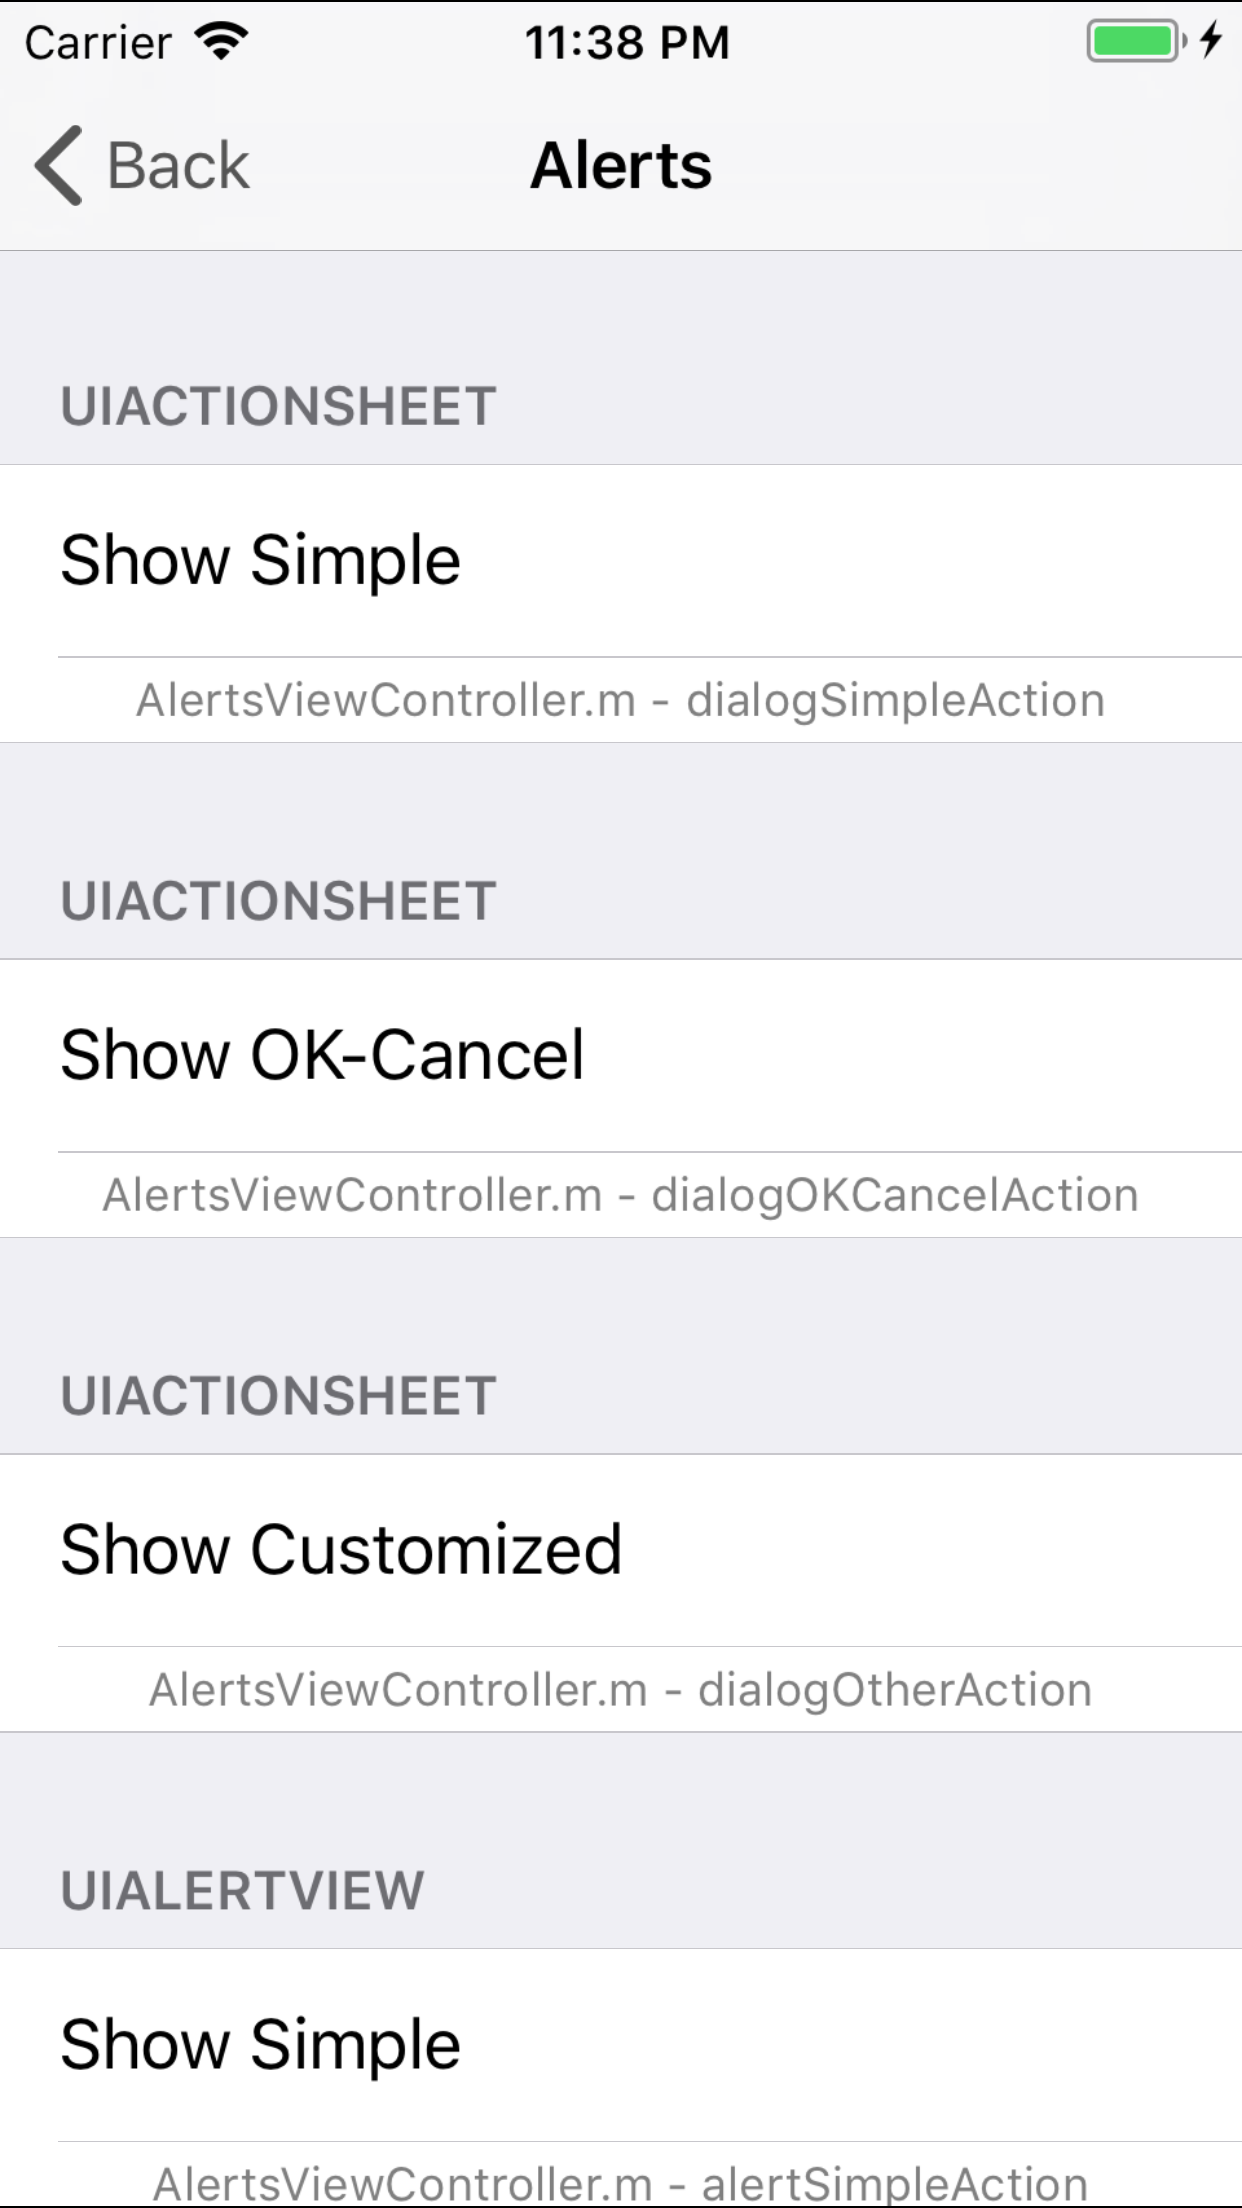 Carrier 11:38 PM
Back Alerts
UIACTIONSHEET
Show Simple
AlertsViewController.m - dialogSimpleAction
UIACTIONSHEET
Show OK-Cancel
AlertsViewController.m - dialogOKCancelAction
UIACTIONSHEET
Show Customized
AlertsViewController.m - dialogOtherAction
UIALERTVIEW
Show Simple
AlertsViewController.m - alertSimpleAction